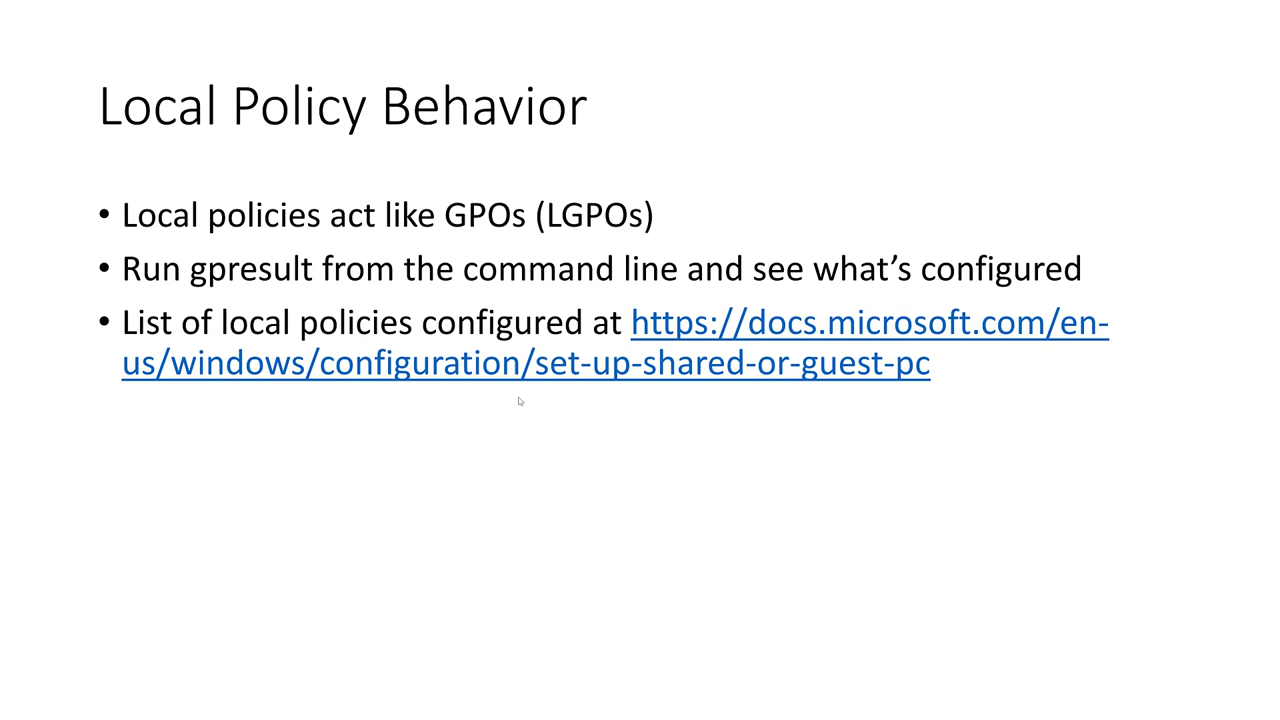 Local Policy Behavior
• Local policies act like GPOs (LGPOs)
• Run gpresult from the command line and see what’s configured
• List of local policies configured at https://docs.microsoft.com/en-
us/windows/configuration/set-up-shared-or-guest-pc